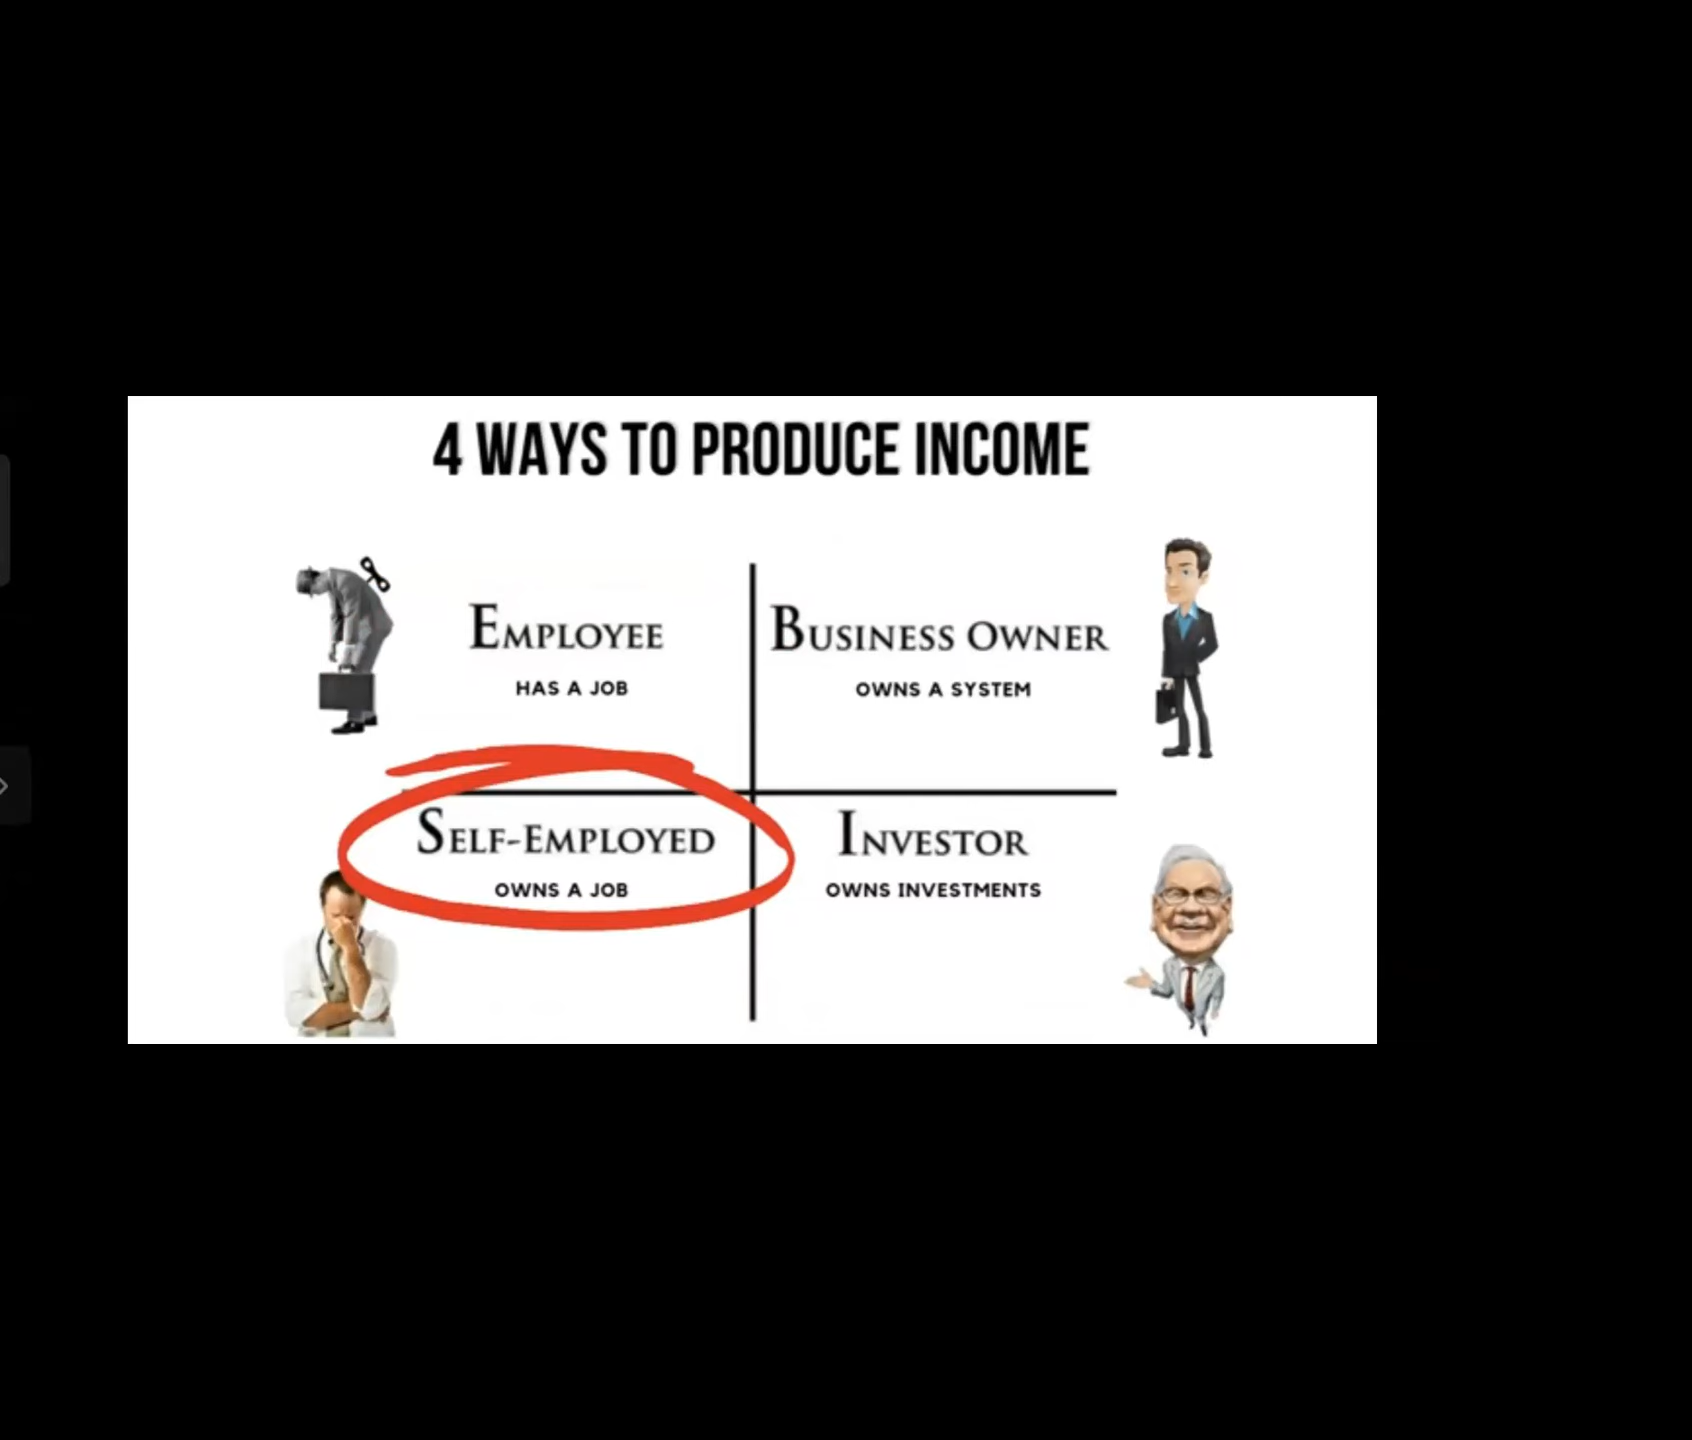 4 WAYS TO PRODUCE INCOME
EMPLOYEE
HAS A JOB
BUSINESS OWNER
OWNS A SYSTEM
SELF-EMPLOYED
OWNS A JOB
INVESTOR
OWNS INVESTMENTS